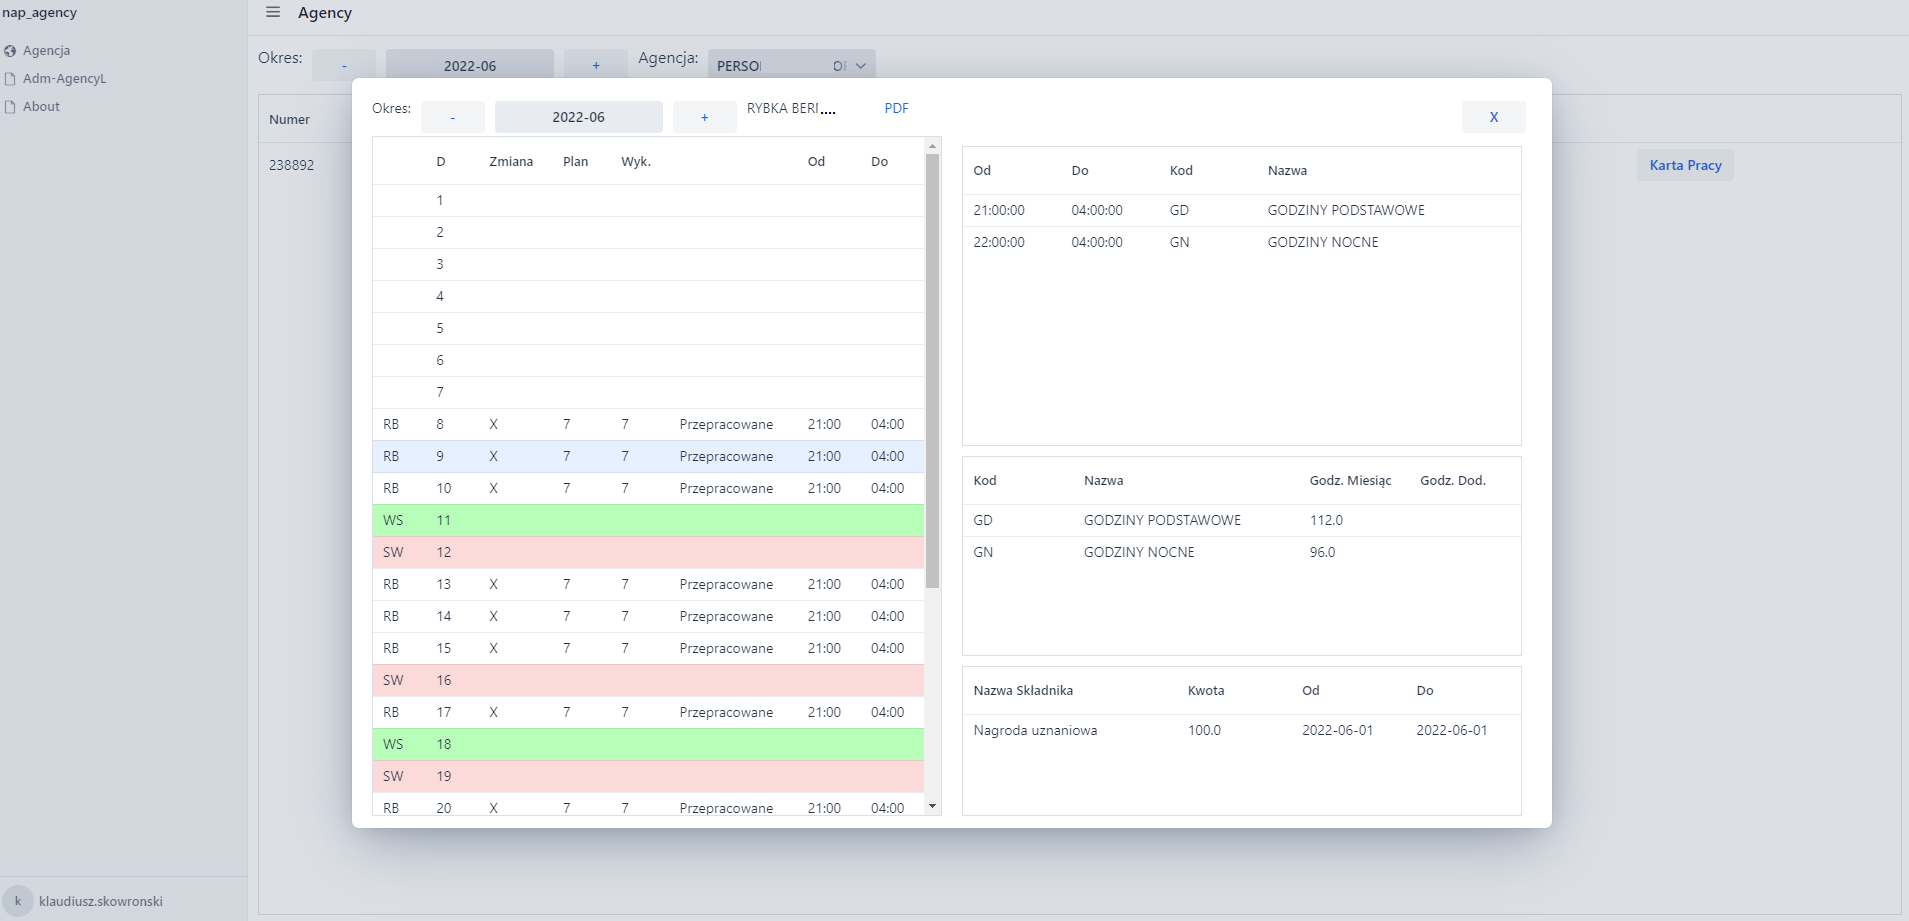 nap_agency
Agency
Agencja
Adm-AgencyL
About
Okres: - 2022-06 + Agencja: PERSO
Numer
238892
Karta Pracy
Okres: - 2022-06 + RYBKA .... PDF X
D Zmiana Plan Wyk. Od Do
1
2
3
4
5
6
7
RB 8 X 7 7 Przepracowane 21:00 04:00
RB 9 X 7 7 Przepracowane 21:00 04:00
RB 10 X 7 7 Przepracowane 21:00 04:00
WS 11
SW 12
RB 13 X 7 7 Przepracowane 21:00 04:00
RB 14 X 7 7 Przepracowane 21:00 04:00
RB 15 X 7 7 Przepracowane 21:00 04:00
SW 16
RB 17 X 7 7 Przepracowane 21:00 04:00
WS 18
SW 19
RB 20 X 7 7 Przepracowane 21:00 04:00
Od Do Kod Nazwa
21:00:00 04:00:00 GD GODZINY PODSTAWOWE
22:00:00 04:00:00 GN GODZINY NOCNE
Kod Nazwa Godz. Miesiąc Godz. Dod.
GD GODZINY PODSTAWOWE 112.0
GN GODZINY NOCNE 96.0
Nazwa Składnika Kwota Od Do
Nagroda uznaniowa 100.0 2022-06-01 2022-06-01
k klaudiusz.skowronski